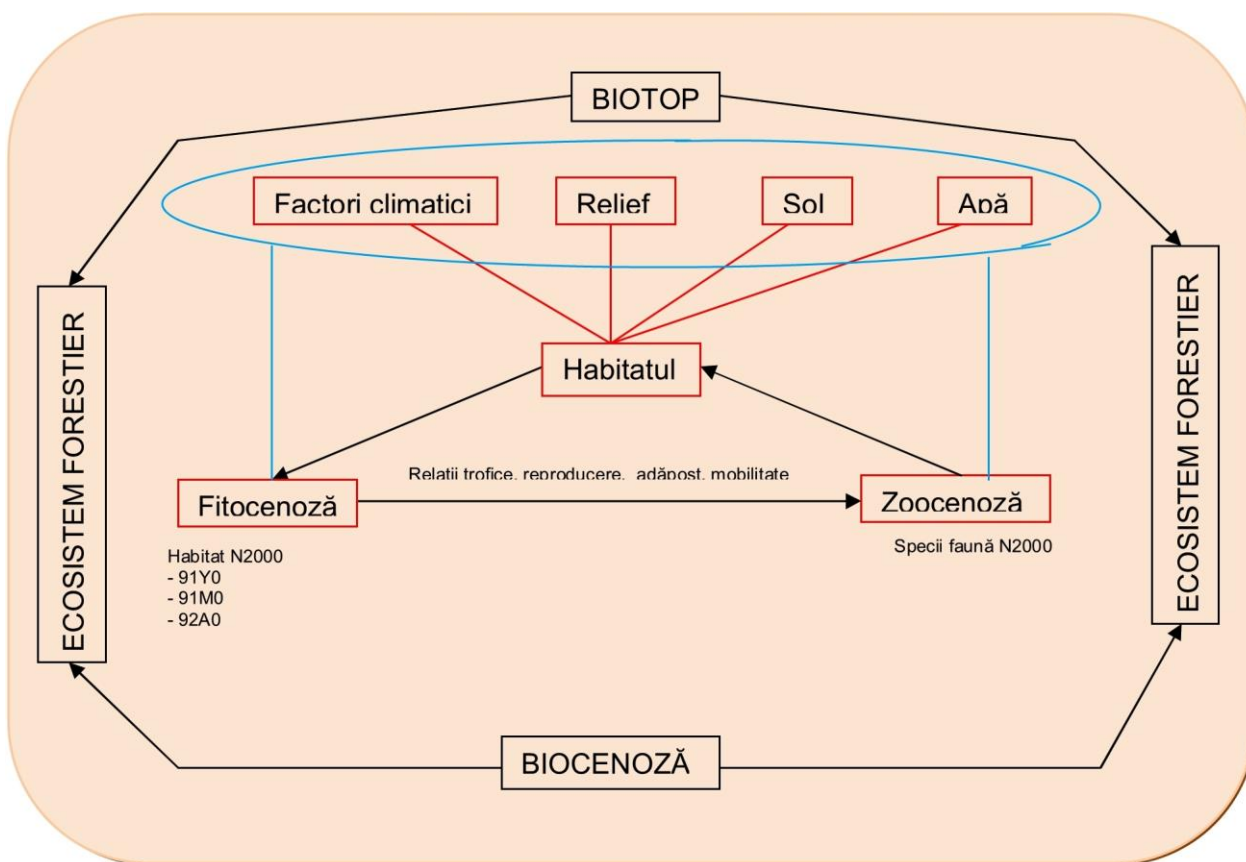 BIOTOP
Factori climatici
Relief
Sol
Apă
ECOSISTEM FORESTIER
ECOSISTEM FORESTIER
Habitatul
Relatii trofice, reproducere, adăpost, mobilitate
Fitocenoză
Zoocenoză
Habitat N2000
- 91Y0
- 91M0
- 92A0
Specii faună N2000
BIOCENOZĂ